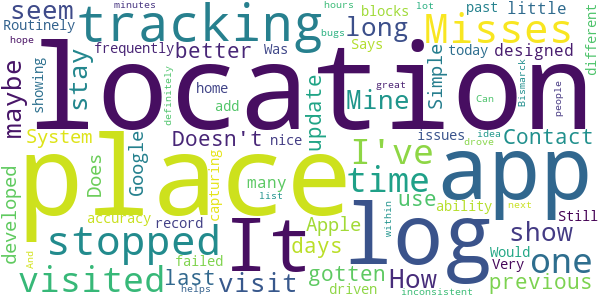 seem
Routinely
tracking
long
blocks
Says
past
little
Misses
lot
minutes
hours
bugs
hope
different
frequently
better
Was
today
designed
showing
maybe
location
stay
home
add
Mine
Simple
Can
great
Bismarck
people
definitely
System
Google
Doesn't
nice
update
issues
Contact
developed
place
Does
many
I've
app
idea
drove
accuracy
capturing
list
record
It
Apple
days
time
use
ability
within
next
Still
stopped
log
show
one
Would
Very
visited
And
last
failed
helps
visit
gotten
driven
How
inconsistent
previous